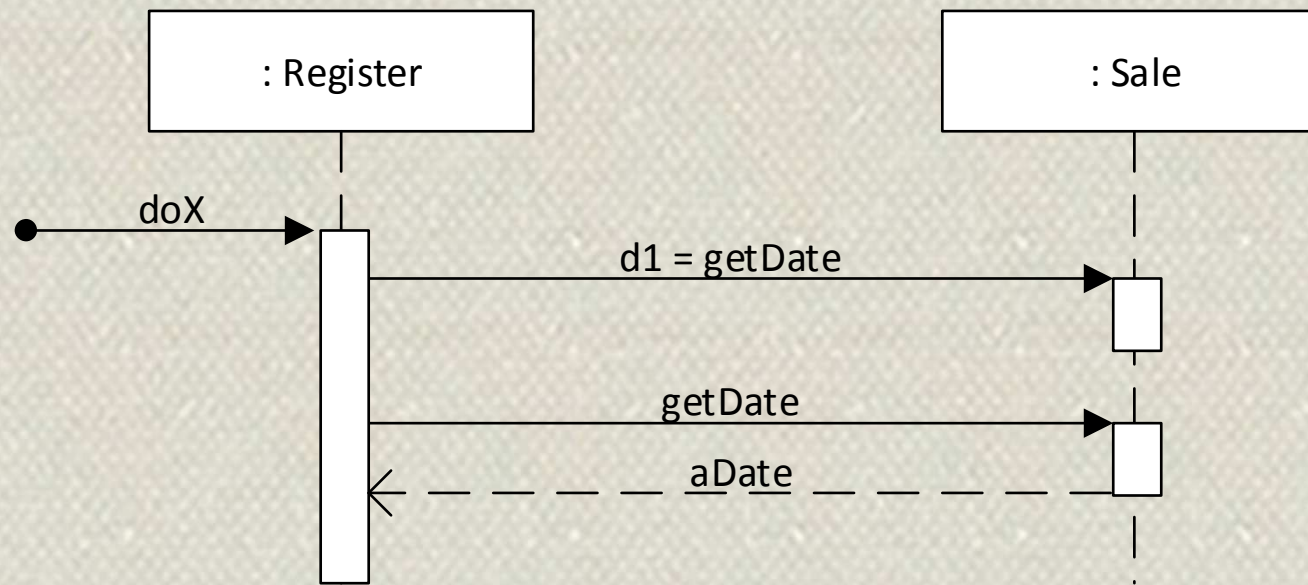 : Register
: Sale
doX
d1 = getDate
getDate
aDate